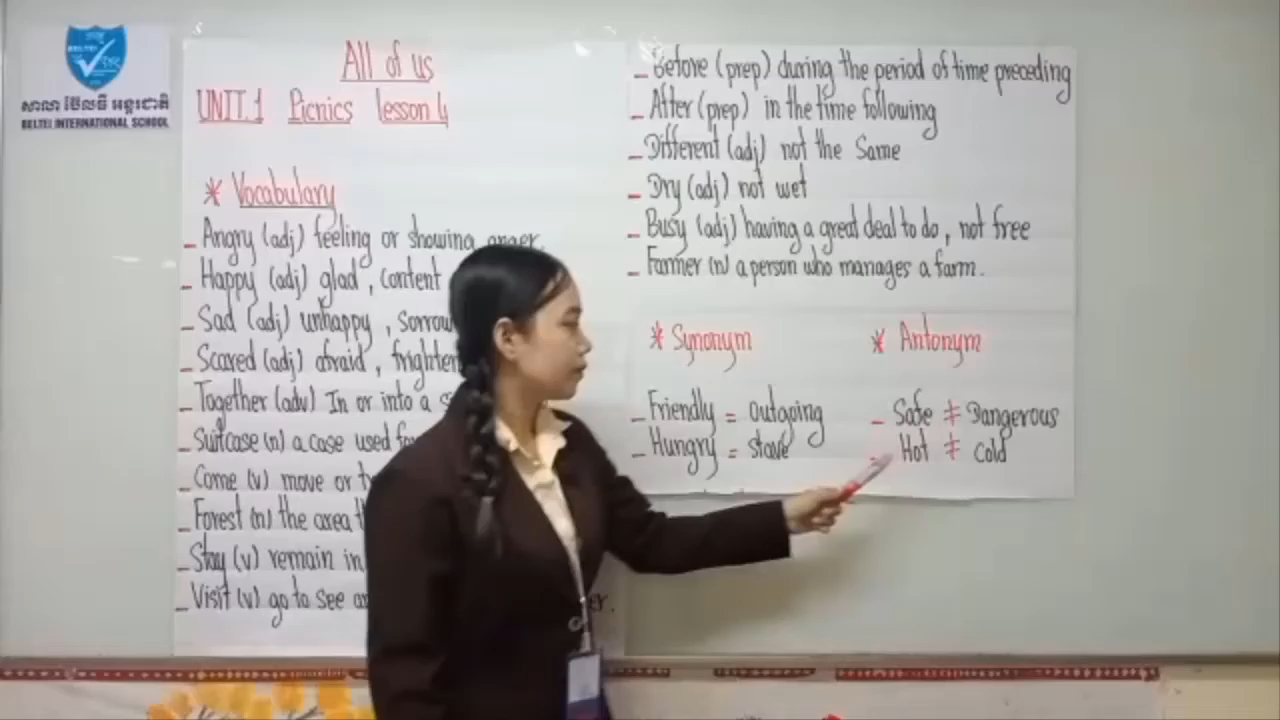 BELTEI
សាលា ប៊ែលធី អន្តរជាតិ
BELTEI INTERNATIONAL SCHOOL
All of us
UNIT.1 Picnics lesson 4
* Vocabulary
- Angry (adj) feeling or showing anger.
- Happy (adj) glad, content
- Sad (adj) unhappy, sorrow
- Scared (adj) afraid, frighten
- Together (adv) In or into a
- Suitcase (n) a case used for
- Come (v) move or
- Forest (n) the area
- Stay (v) remain in
- Visit (v) go to see
- Before (prep) during the period of time preceding
- After (prep) in the time following
- Different (adj) not the Same
- Dry (adj) not wet
- Busy (adj) having a great deal to do, not free
- Farmer (n) a person who manages a farm.
* Synonym
- Friendly = Outgoing
- Hungry = stave
* Antonym
- Safe ≠ Dangerous
- Hot ≠ Cold